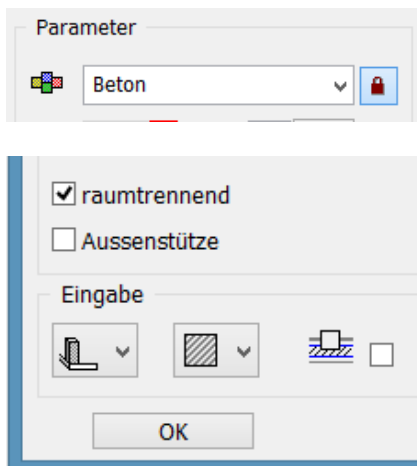 Parameter
Beton
raumtrennend
Aussenstütze
Eingabe
OK